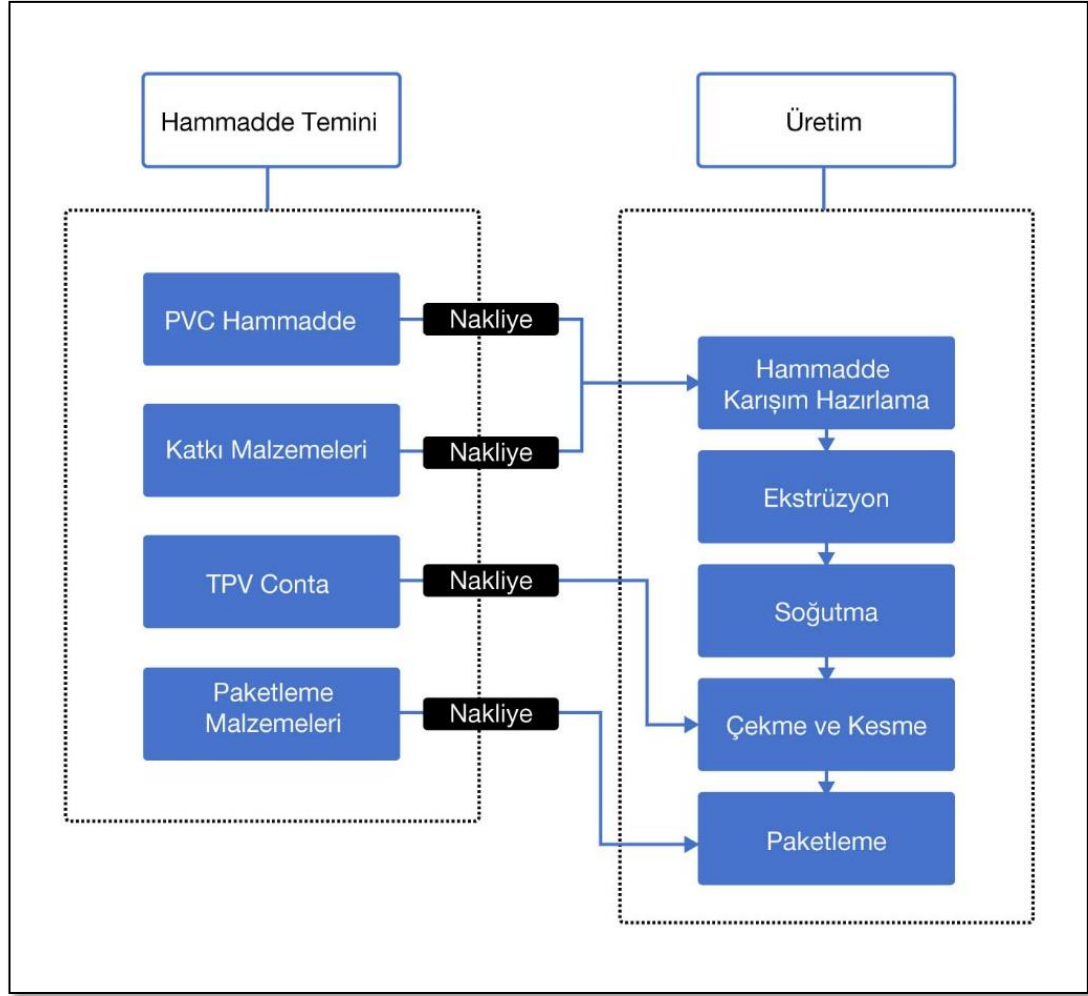 Hammadde Temini
PVC Hammadde
Nakliye
Katkı Malzemeleri
Nakliye
TPV Conta
Nakliye
Paketleme
Malzemeleri
Nakliye
Üretim
Hammadde
Karışım Hazırlama
Ekstrüzyon
Soğutma
Çekme ve Kesme
Paketleme